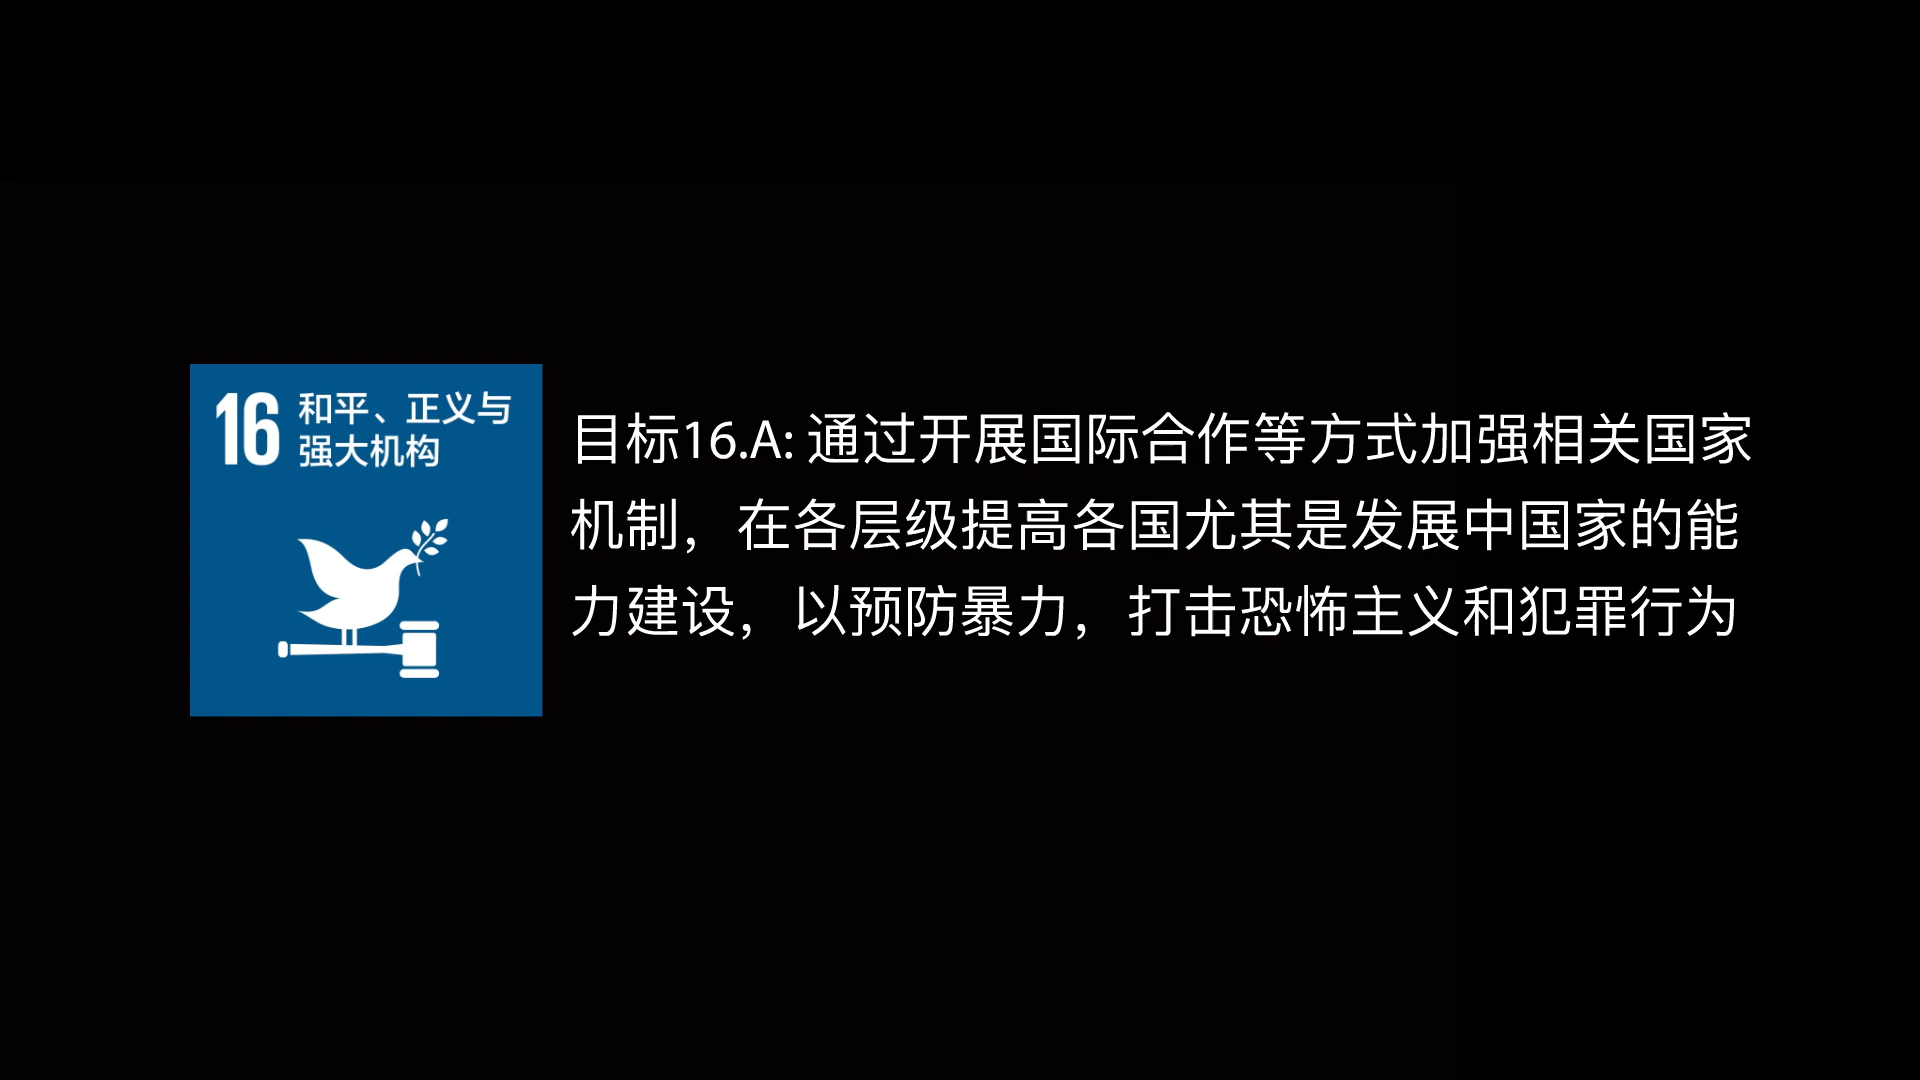 16 和平、正义与
强大机构
目标16.A: 通过开展国际合作等方式加强相关国家
机制，在各层级提高各国尤其是发展中国家的能
力建设，以预防暴力，打击恐怖主义和犯罪行为